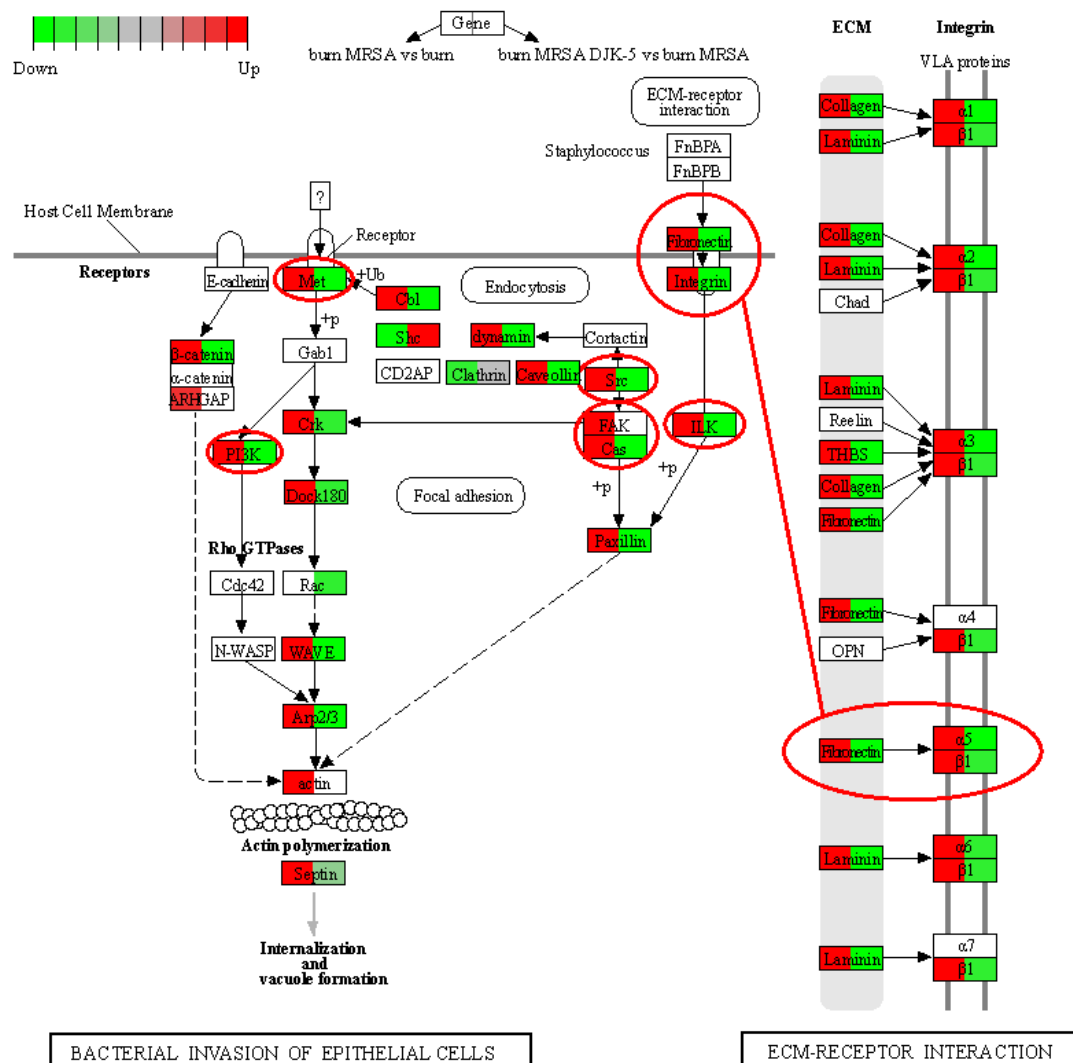 Down
Up
Gene
burn MRSA vs burn
burn MRSA DJK-5 vs burn MRSA
ECM-receptor
interaction
Staphylococcus
FnBPA
FnBPB
?
Host Cell Membrane
Receptor
Receptors
Fibronectin
Integrin
E-cadherin
Met
+Ub
Cbl
Endocytosis
+p
Shc
dynamin
Cortactin
β-catenin
α-catenin
ARHGAP
Gab1
CD2AP
Clathrin
Caveollin
Src
Crk
FAK
Cas
ILK
PI3K
+p
+p
Dock180
Focal adhesion
Paxillin
Rho GTPases
Cdc42
Rac
N-WASP
WAVE
Arp2/3
actin
Actin polymerization
Septin
Internalization
and
vacuole formation
BACTERIAL INVASION OF EPITHELIAL CELLS
ECM
Integrin
VLA proteins
Collagen
Laminin
α1
β1
Collagen
Laminin
Chad
α2
β1
Laminin
Reelin
THBS
Collagen
Fibronectin
α3
β1
Fibronectin
OPN
α4
β1
Fibronectin
α5
β1
Laminin
α6
β1
Laminin
α7
β1
ECM-RECEPTOR INTERACTION